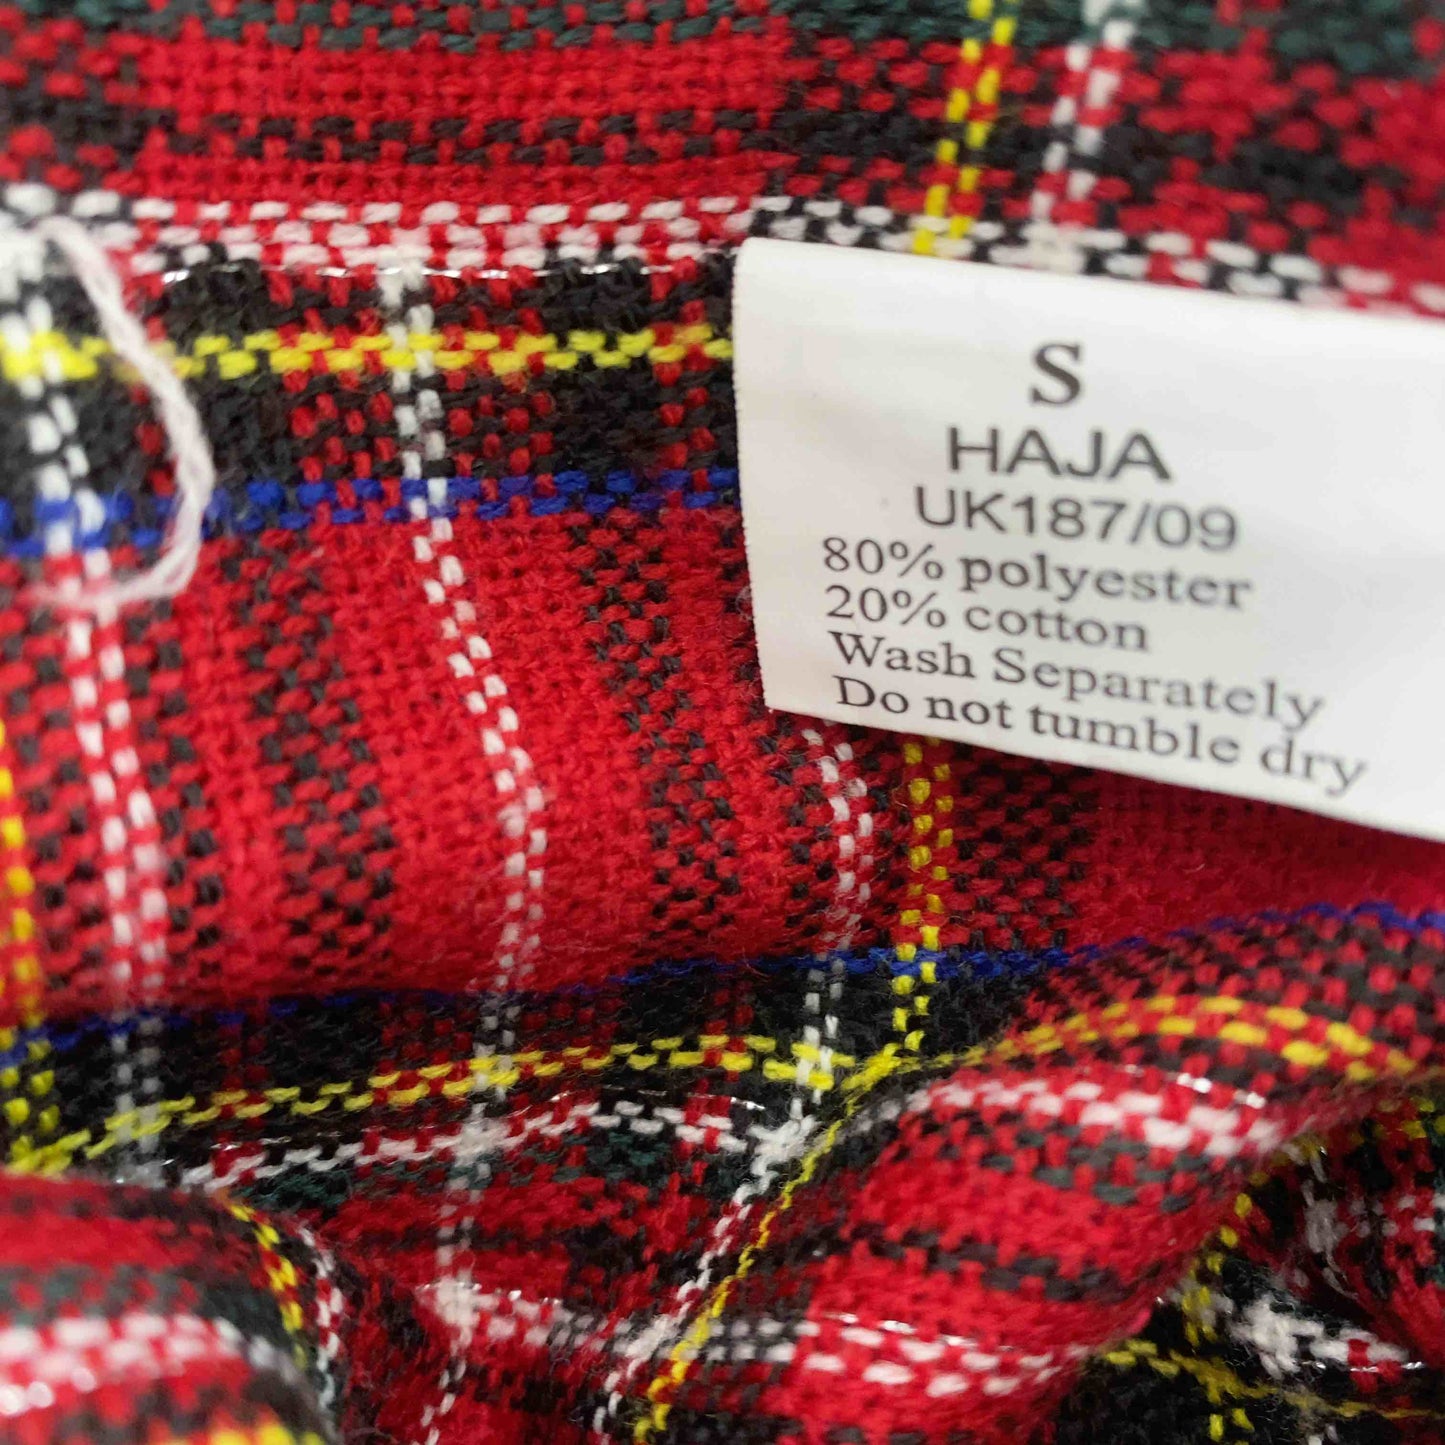 S
HAJA
UK187/09
80% polyester
20% cotton
Wash Separately
Do not tumble dry